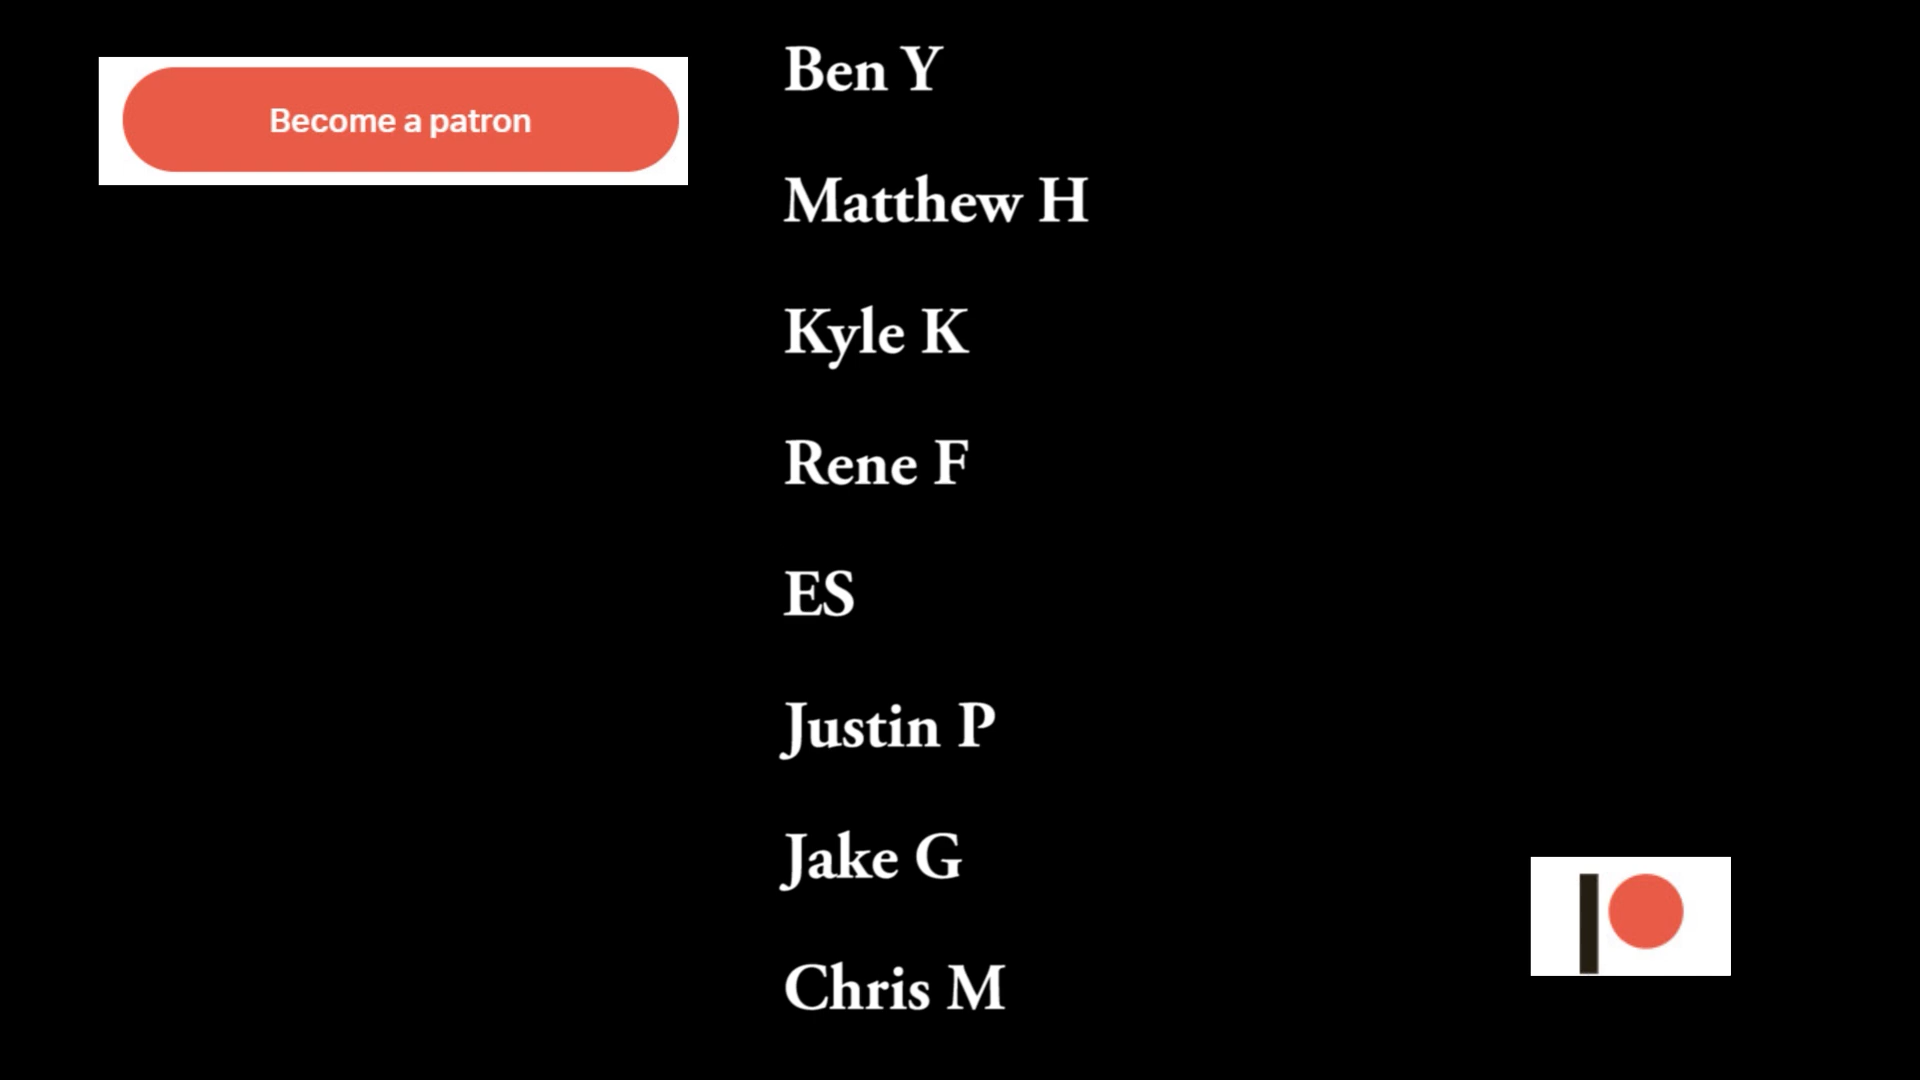 Become a patron
Ben Y
Matthew H
Kyle K
Rene F
ES
Justin P
Jake G
Chris M